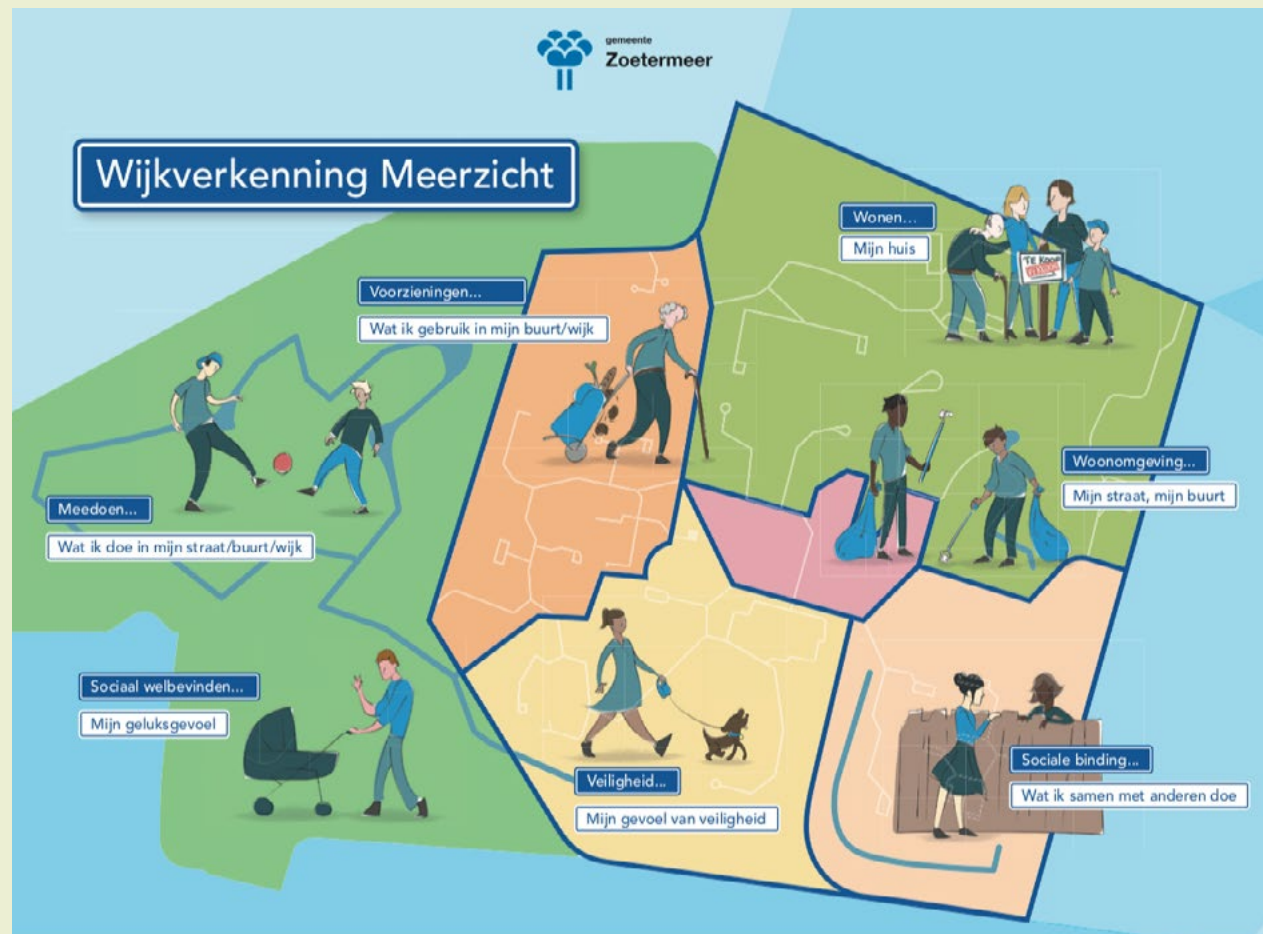 gemeente
Zoetermeer
Wijkverkenning Meerzicht
Wonen...
Mijn huis
TE KOOP
Voorzieningen...
Wat ik gebruik in mijn buurt/wijk
Woonomgeving...
Mijn straat, mijn buurt
Meedoen...
Wat ik doe in mijn straat/buurt/wijk
Sociaal welbevinden...
Mijn geluksgevoel
Veiligheid...
Mijn gevoel van veiligheid
Sociale binding...
Wat ik samen met anderen doe